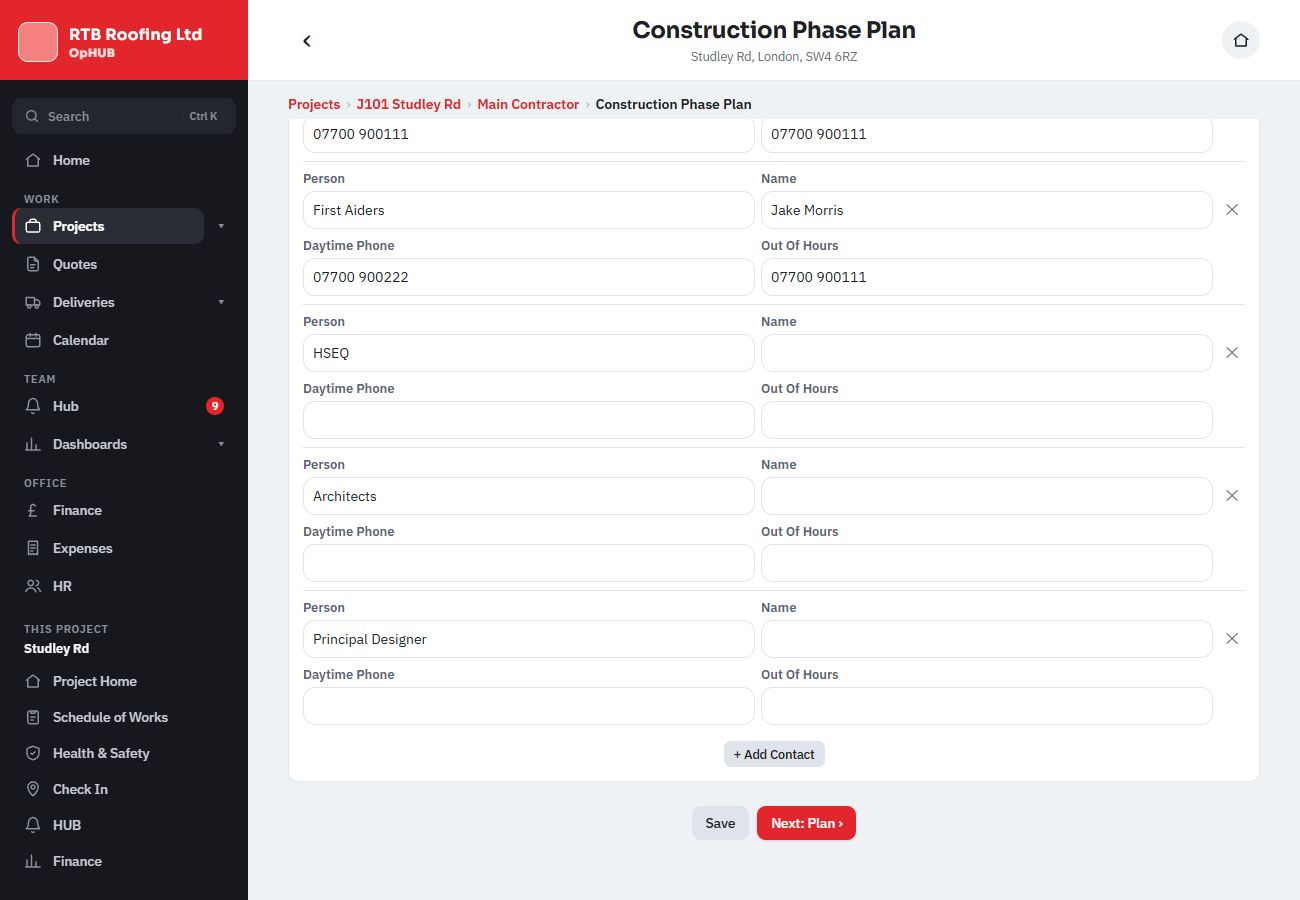 RTB Roofing Ltd
OpHUB
Search
Ctrl K
Home
WORK
Projects
Quotes
Deliveries
Calendar
TEAM
Hub
9
Dashboards
OFFICE
Finance
Expenses
HR
THIS PROJECT
Studley Rd
Project Home
Schedule of Works
Health & Safety
Check In
HUB
Finance
Construction Phase Plan
Studley Rd, London, SW4 6RZ
Projects › J101 Studley Rd › Main Contractor › Construction Phase Plan
07700 900111 07700 900111
Person Name
First Aiders Jake Morris
Daytime Phone Out Of Hours
07700 900222 07700 900111
Person Name
HSEQ
Daytime Phone Out Of Hours
Person Name
Architects
Daytime Phone Out Of Hours
Person Name
Principal Designer
Daytime Phone Out Of Hours
+ Add Contact
Save Next: Plan ›